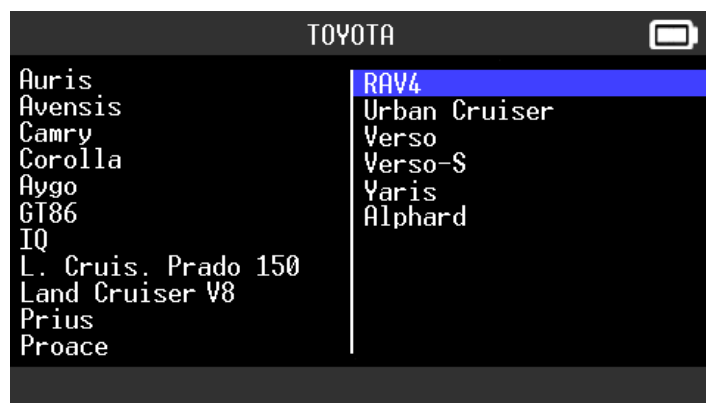 TOYOTA
Auris
Avensis
Camry
Corolla
Aygo
GT86
IQ
L. Cruis. Prado 150
Land Cruiser V8
Prius
Proace
RAV4
Urban Cruiser
Verso
Verso-S
Yaris
Alphard